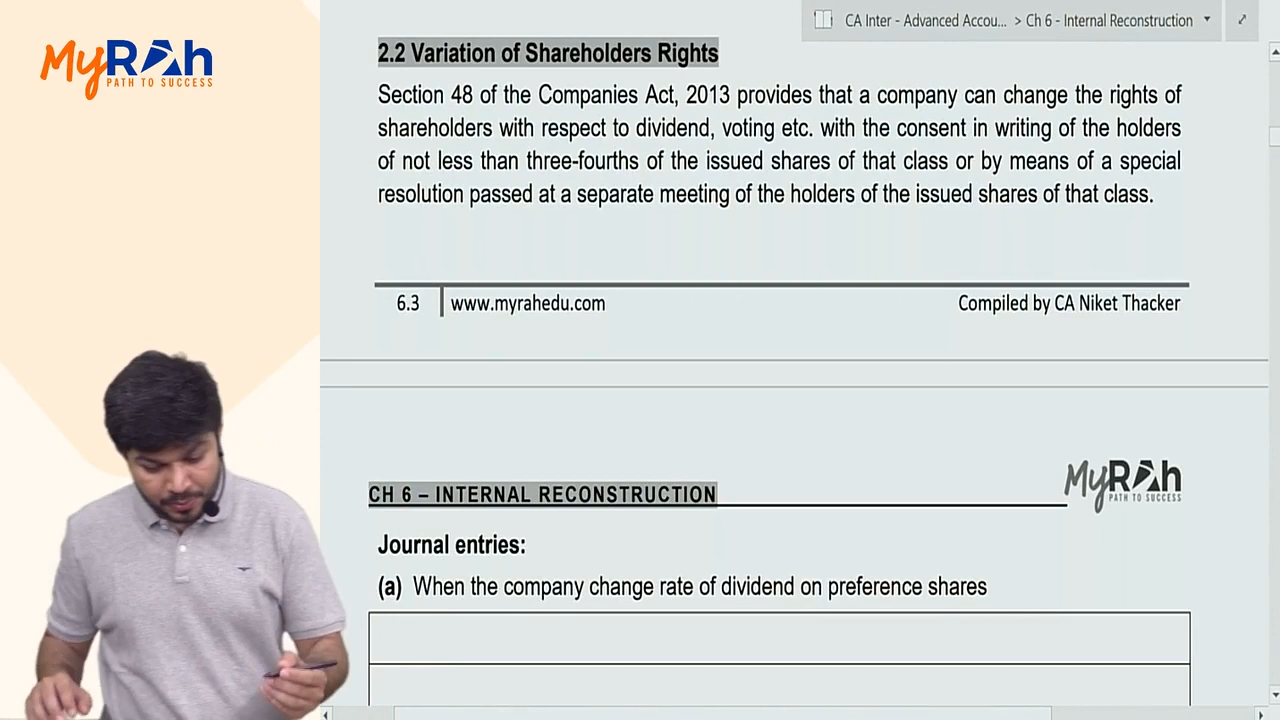 MyRAh
PATH TO SUCCESS
CA Inter - Advanced Accou... > Ch 6 - Internal Reconstruction
2.2 Variation of Shareholders Rights
Section 48 of the Companies Act, 2013 provides that a company can change the rights of
shareholders with respect to dividend, voting etc. with the consent in writing of the holders
of not less than three-fourths of the issued shares of that class or by means of a special
resolution passed at a separate meeting of the holders of the issued shares of that class.
6.3 www.myrahedu.com Compiled by CA Niket Thacker
MyRAh
PATH TO SUCCESS
CH 6 – INTERNAL RECONSTRUCTION
Journal entries:
(a) When the company change rate of dividend on preference shares